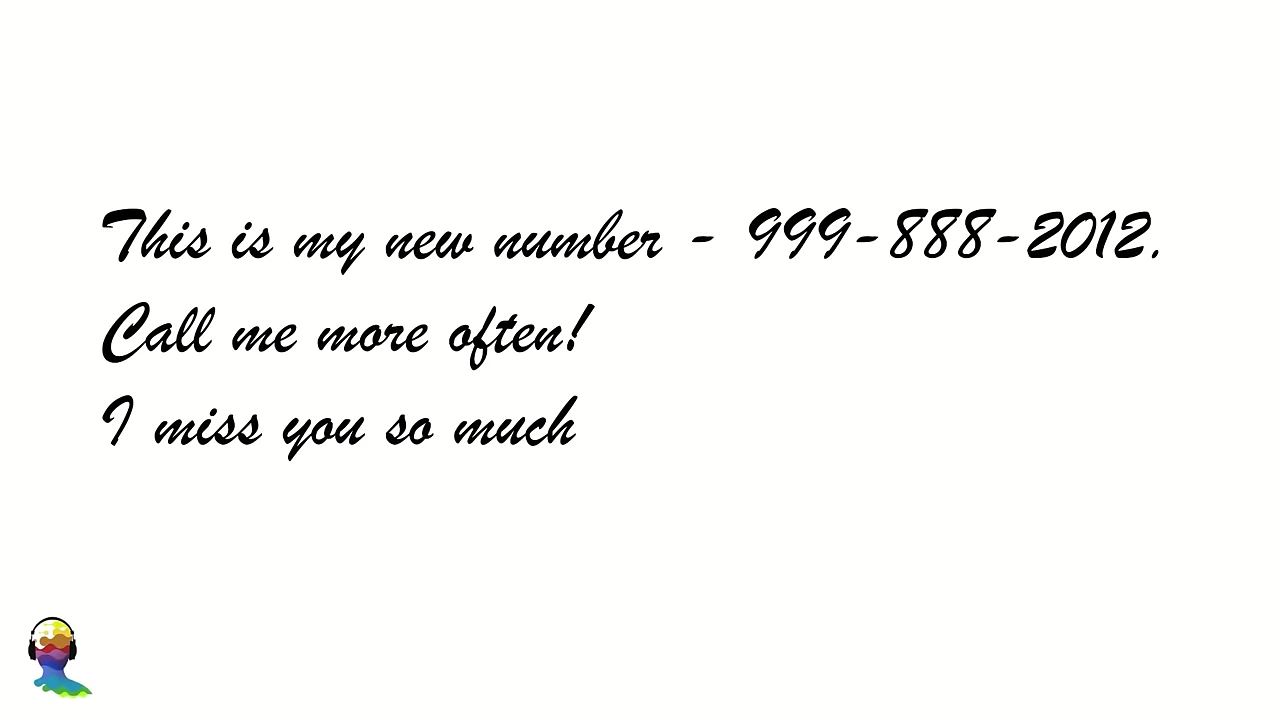 This is my new number - 999-888-2012.
Call me more often!
I miss you so much